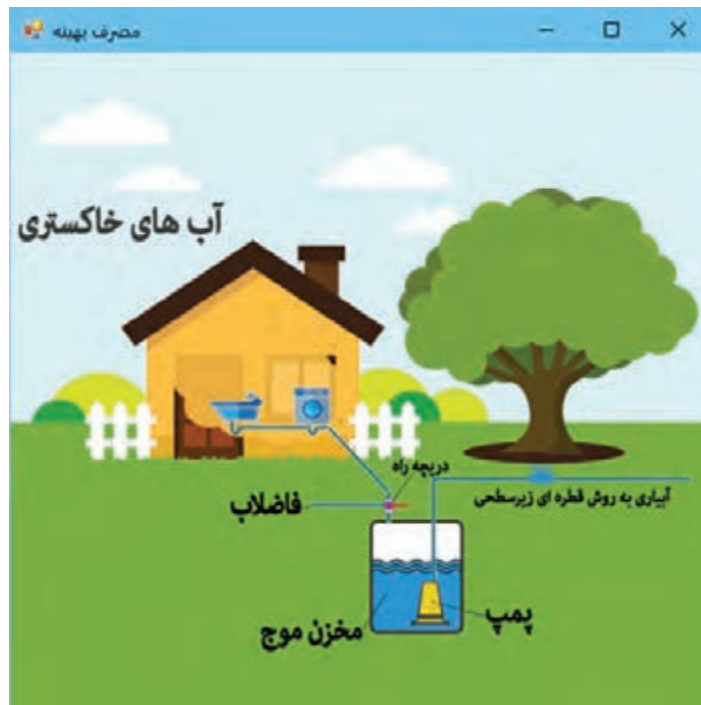 مصرف بهینه
آب های خاکستری
دریچه راه
آبیاری به روش قطره ای زیرسطحی
فاضلاب
پمپ
مخزن موج